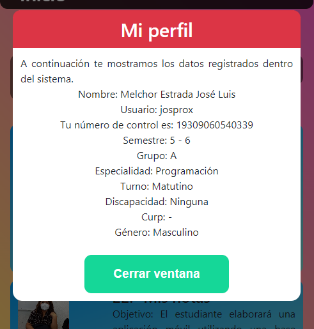 Mi perfil
A continuación te mostramos los datos registrados dentro
del sistema.
Nombre: Melchor Estrada José Luis
Usuario: josprox
Tu número de control es: 19309060540339
Semestre: 5 - 6
Grupo: A
Especialidad: Programación
Turno: Matutino
Discapacidad: Ninguna
Curp: -
Género: Masculino
Cerrar ventana
Objetivo: El estudiante elaborará una